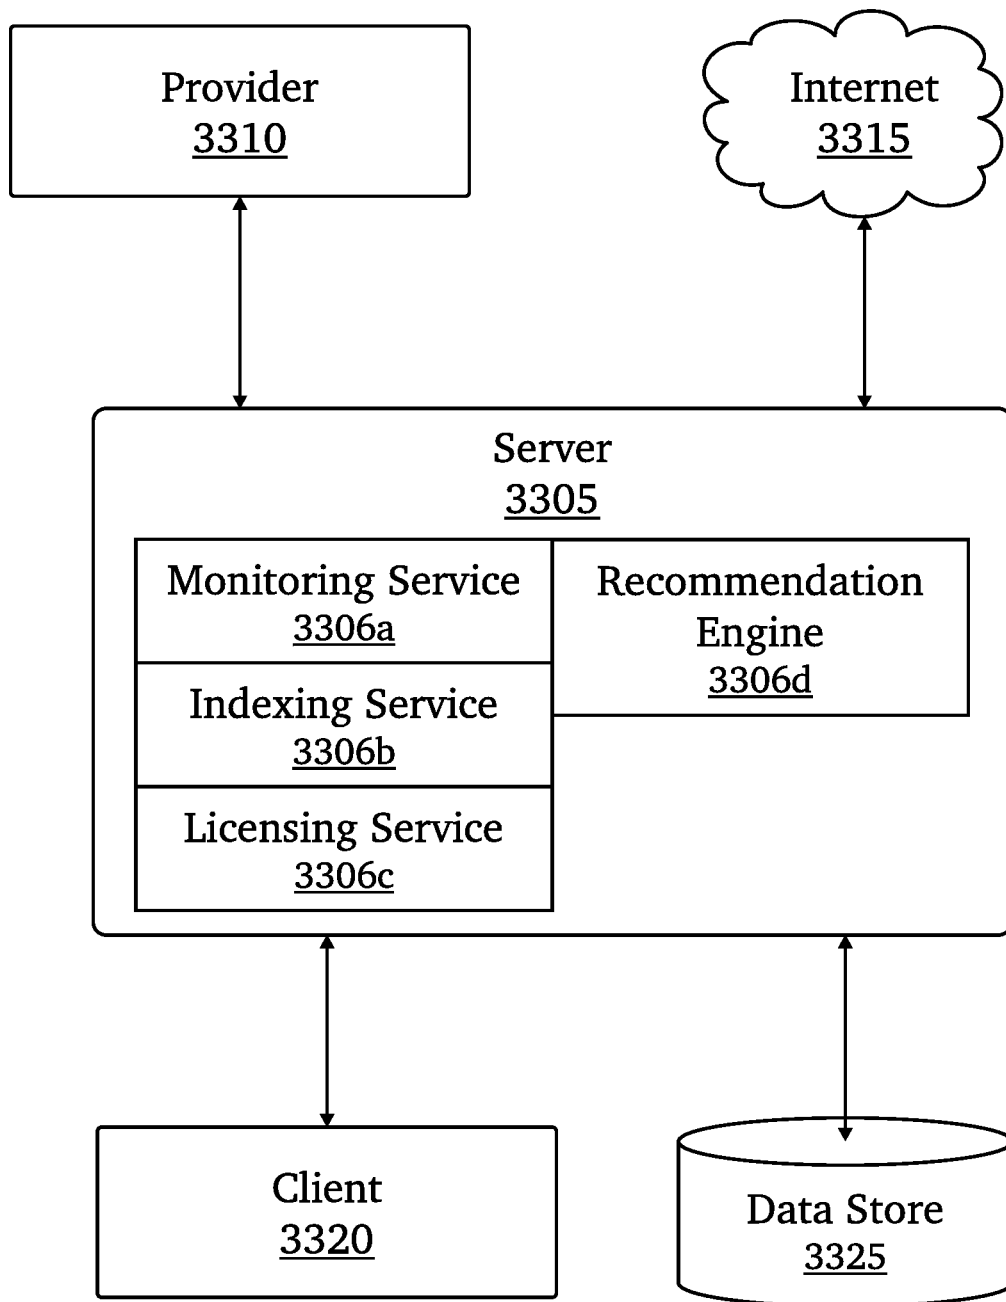 Provider
3310
Internet
3315
Server
3305
Monitoring Service
3306a
Recommendation
Engine
3306d
Indexing Service
3306b
Licensing Service
3306c
Client
3320
Data Store
3325